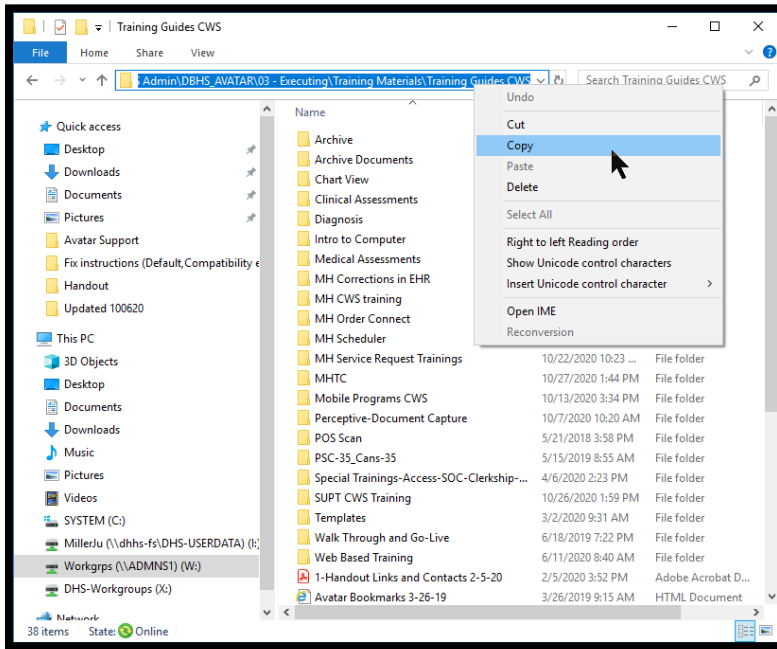 Training Guides CWS
File Home Share View
Admin\DBHS_AVATAR\03 - Executing\Training Materials\Training Guides CWS Search Training Guides CWS
Undo
Cut
Copy
Paste
Delete
Select All
Right to left Reading order
Show Unicode control characters
Insert Unicode control character
Open IME
Reconversion
Quick access
Desktop
Downloads
Documents
Pictures
Avatar Support
Fix instructions (Default,Compatibility e
Handout
Updated 100620
This PC
3D Objects
Desktop
Documents
Downloads
Music
Pictures
Videos
SYSTEM (C:)
MillerJu (\\dhhs-fs\DHS-USERDATA) (I:)
Workgrps (\\ADMNS1) (W:)
DHS-Workgroups (X:)
Network
Name
Archive
Archive Documents
Chart View
Clinical Assessments
Diagnosis
Intro to Computer
Medical Assessments
MH Corrections in EHR
MH CWS training
MH Order Connect
MH Scheduler
MH Service Request Trainings 10/22/2020 10:23 ... File folder
MHTC 10/27/2020 1:44 PM File folder
Mobile Programs CWS 10/13/2020 3:34 PM File folder
Perceptive-Document Capture 10/7/2020 10:20 AM File folder
POS Scan 5/21/2018 3:58 PM File folder
PSC-35_Cans-35 5/15/2019 8:55 AM File folder
Special Trainings-Access-SOC-Clerkship-... 4/6/2020 2:23 PM File folder
SUPT CWS Training 10/26/2020 1:59 PM File folder
Templates 3/2/2020 9:31 AM File folder
Walk Through and Go-Live 6/18/2019 7:22 PM File folder
Web Based Training 6/11/2020 8:40 AM File folder
1-Handout Links and Contacts 2-5-20 2/5/2020 3:52 PM Adobe Acrobat D...
Avatar Bookmarks 3-26-19 3/26/2019 9:15 AM HTML Document
38 items State: Online